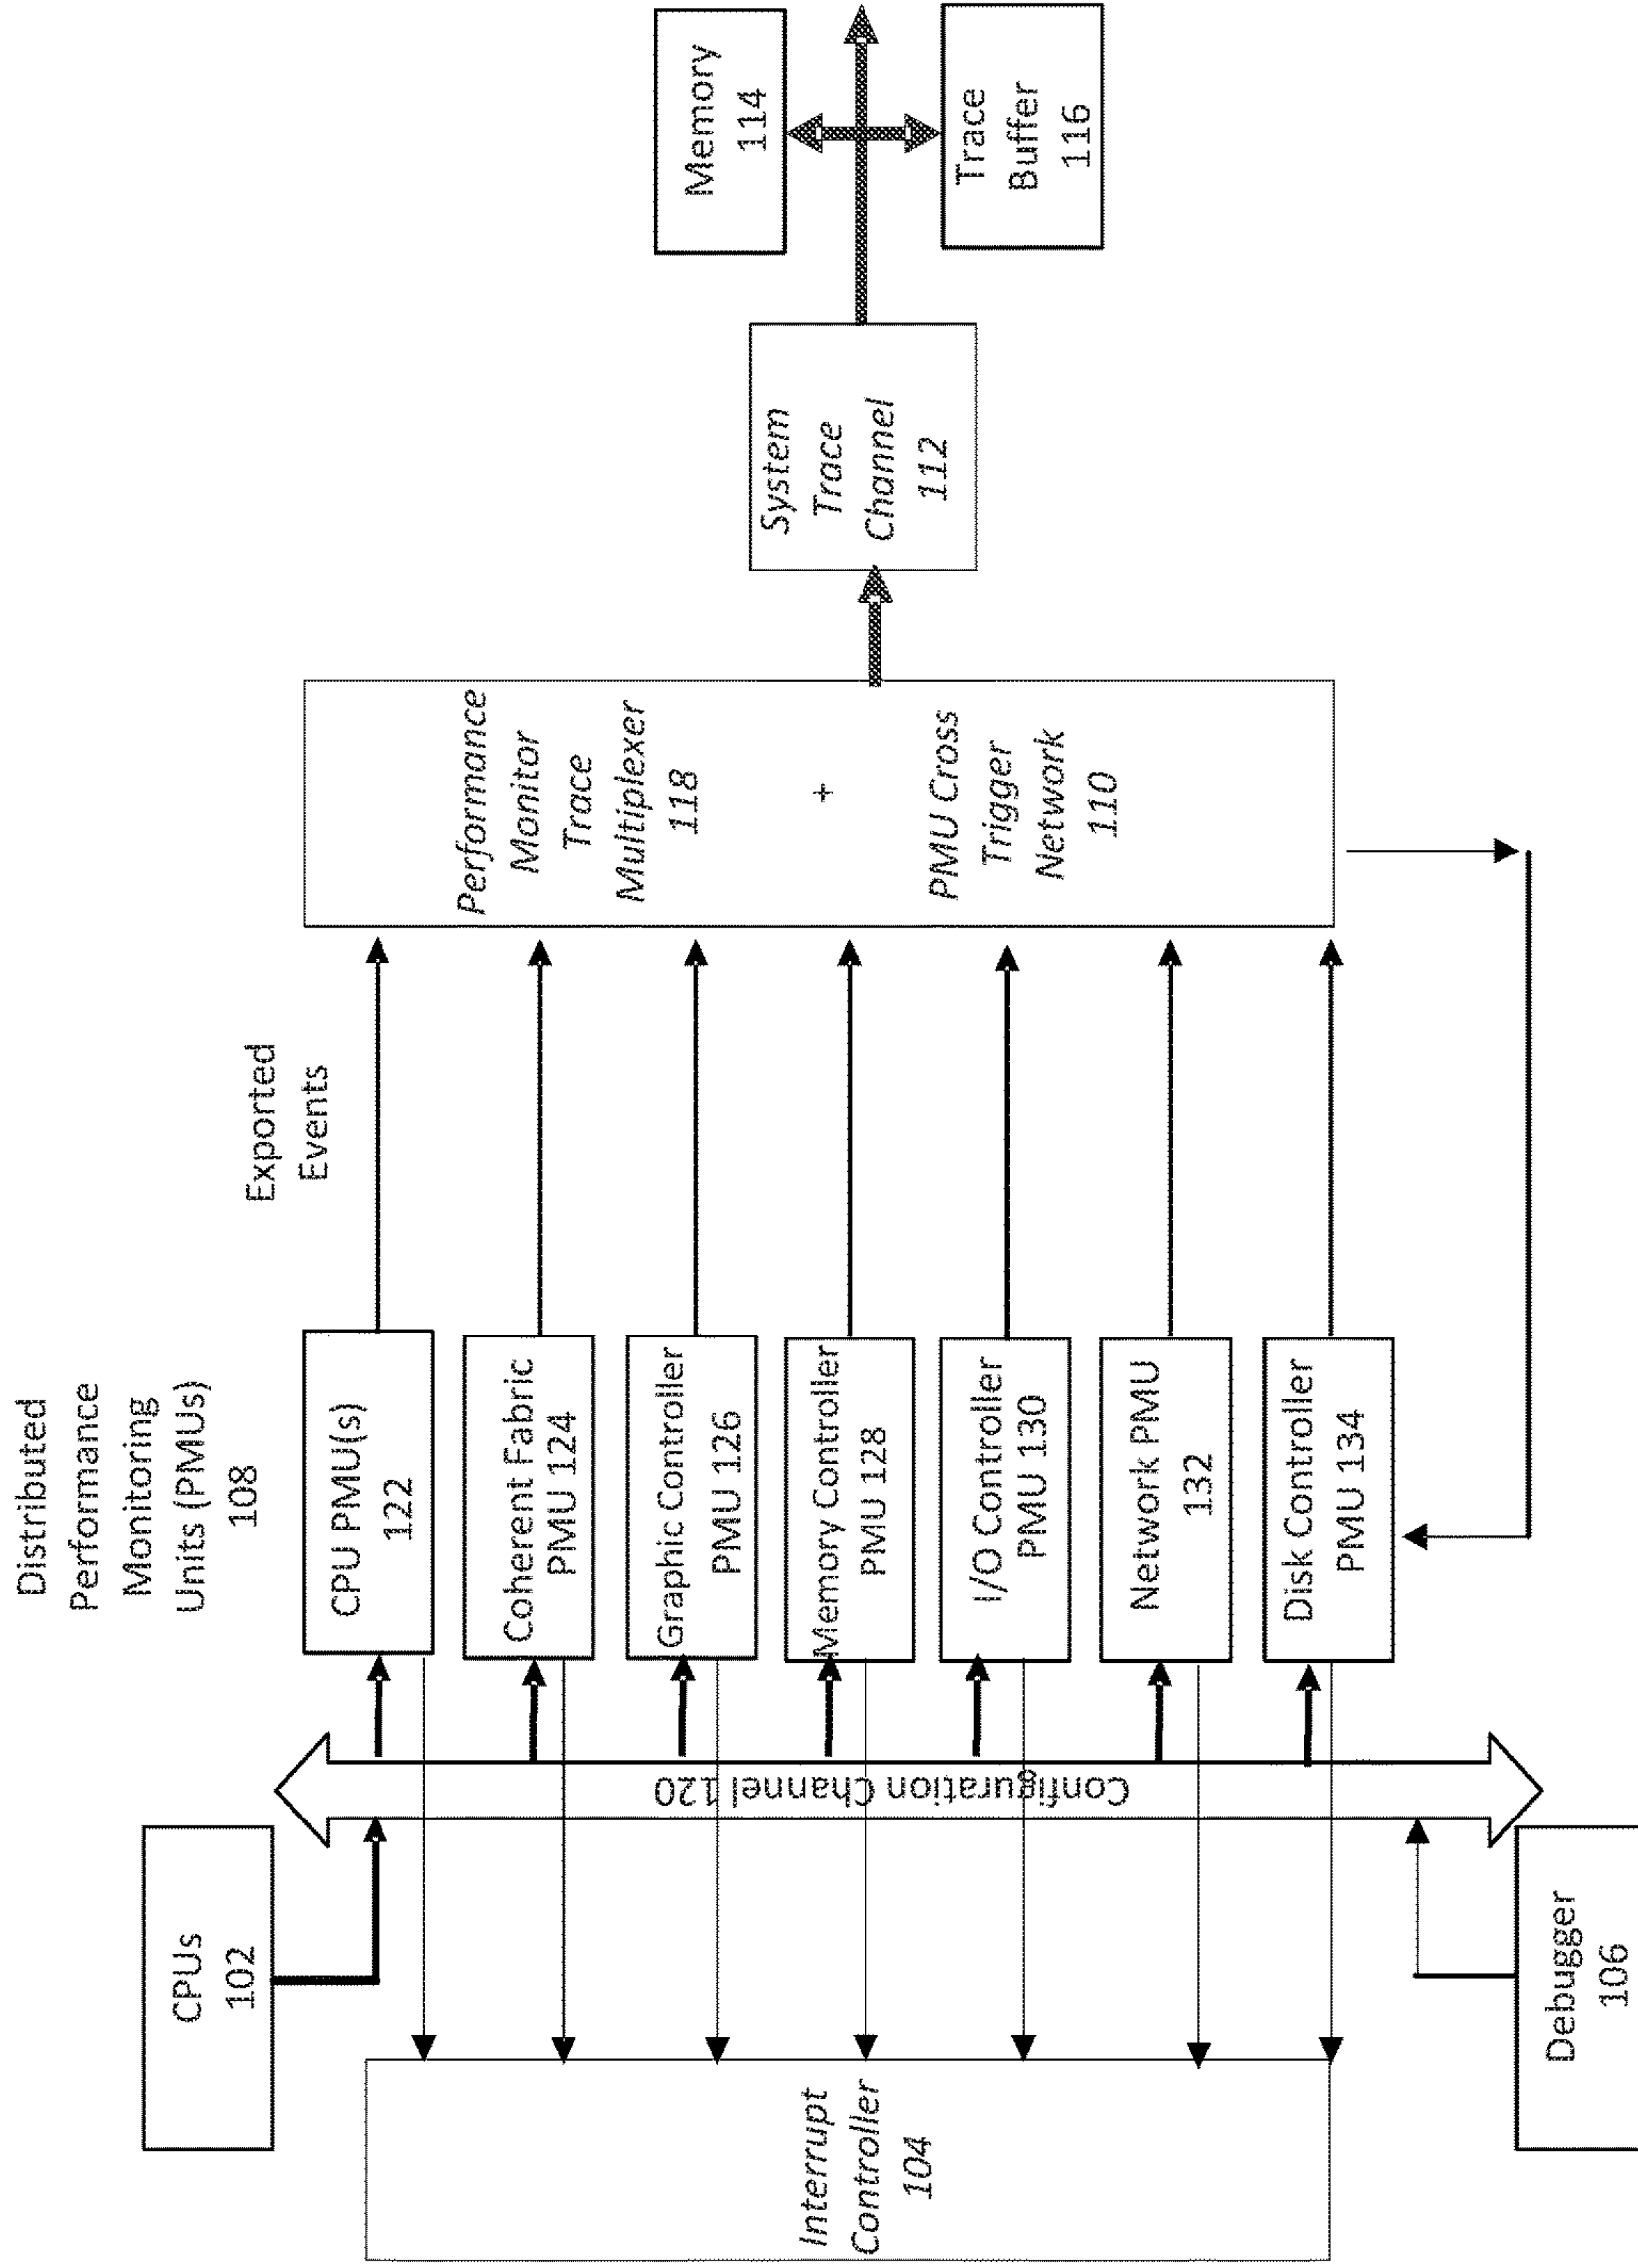 Distributed
Performance
Monitoring
Units (PMUs)
108
Exported
Events
CPUs
102
Interrupt
Controller
104
Debugger
106
Configuration Channel 120
CPU PMU(s)
122
Coherent Fabric
PMU 124
Graphic Controller
PMU 126
Memory Controller
PMU 128
I/O Controller
PMU 130
Network PMU
132
Disk Controller
PMU 134
Performance
Monitor
Trace
Multiplexer
118
+
PMU Cross
Trigger
Network
110
System
Trace
Channel
112
Memory
114
Trace
Buffer
116